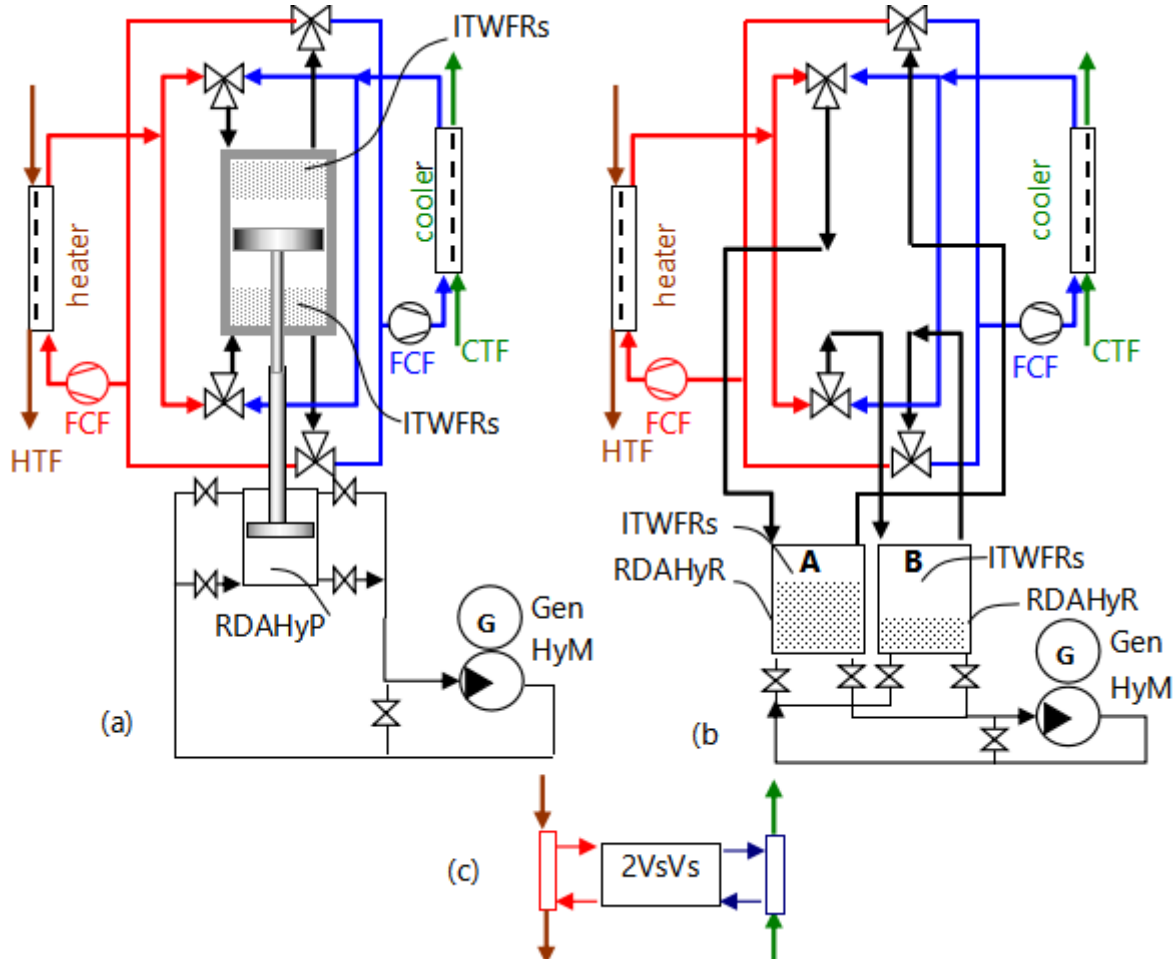 ITWFRs
heater
cooler
FCF
HTF
FCF
CTF
ITWFRs
RDAHyP
G
Gen
HyM
(a)
heater
cooler
FCF
HTF
FCF
CTF
ITWFRs
RDAHyR
A
B
ITWFRs
RDAHyR
G
Gen
HyM
(b
(c)
2VsVs